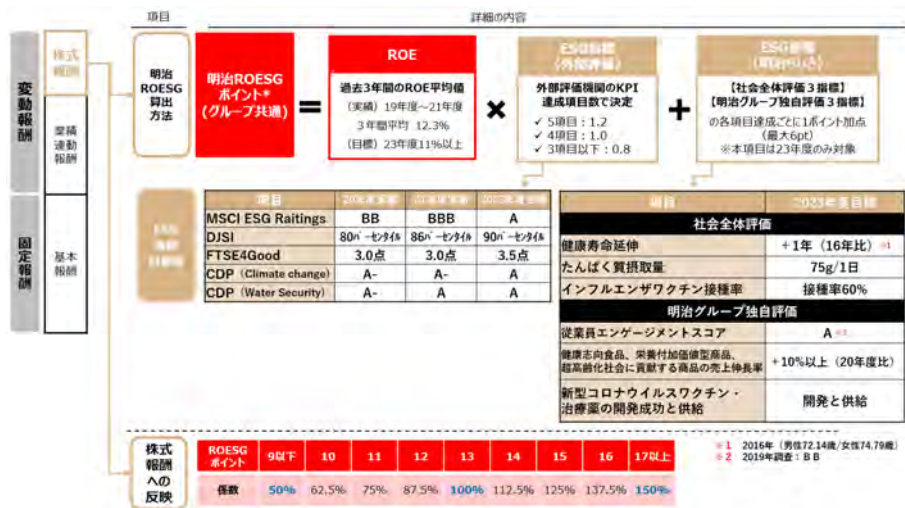 項目
詳細の内容
変動報酬
固定報酬
株式
報酬
業績
連動
報酬
基本
報酬
明治
ROESG
算出
方法
明治ROESG
ポイント*
(グループ共通)
=
ROE
過去3年間のROE平均値
(実績) 19年度~21年度
3年間平均 12.3%
(目標) 23年度11%以上
×
ESG指標
(外部評価)
外部評価機関のKPI
達成項目数で決定
✓ 5項目:1.2
✓ 4項目:1.0
✓ 3項目以下:0.8
+
ESG指標
【社会全体評価3指標】
【明治グループ独自評価3指標】
の各項目達成ごとに1ポイント加点
(最大6pt)
※本項目は23年度のみ対象
ESG
項目
MSCI ESG Raitings BB BBB A
DJSI 80パーセンタイル 86パーセンタイル 90パーセンタイル
FTSE4Good 3.0点 3.0点 3.5点
CDP (Climate change) A- A- A
CDP (Water Security) A- A A
項目 2023年度目標
社会全体評価
健康寿命延伸 +1年(16年比) ※1
たんぱく質摂取量 75g/1日
インフルエンザワクチン接種率 接種率60%
明治グループ独自評価
従業員エンゲージメントスコア A ※2
健康志向食品、栄養付加価値型商品、
超高齢化社会に貢献する商品の売上伸長率 +10%以上(20年度比)
新型コロナウイルスワクチン・
治療薬の開発成功と供給 開発と供給
※1 2016年(男性72.14歳/女性74.79歳)
※2 2019年調査:BB
株式
報酬
への
反映
ROESG
ポイント 9以下 10 11 12 13 14 15 16 17以上
係数 50% 62.5% 75% 87.5% 100% 112.5% 125% 137.5% 150%